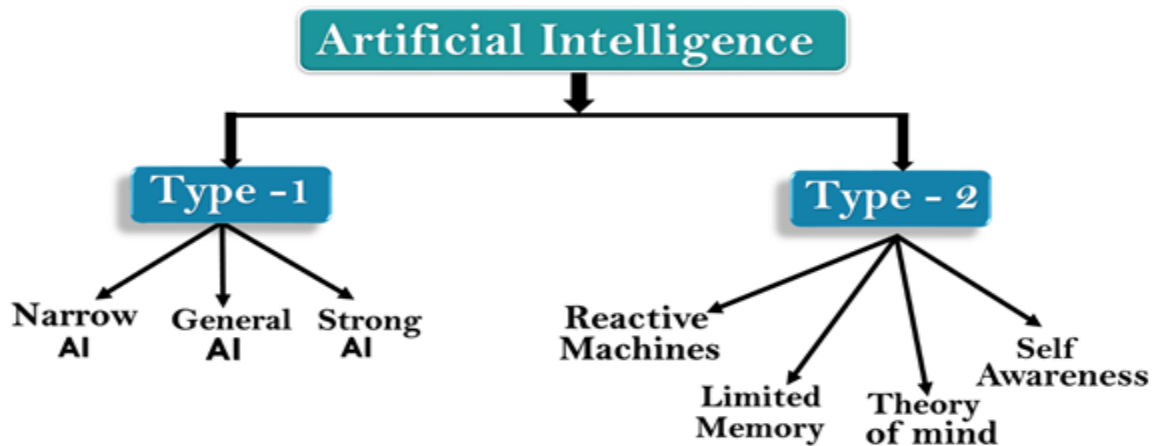 Artificial Intelligence
Type -1
Type - 2
Narrow
AI
General
AI
Strong
AI
Reactive
Machines
Limited
Memory
Theory
of mind
Self
Awareness